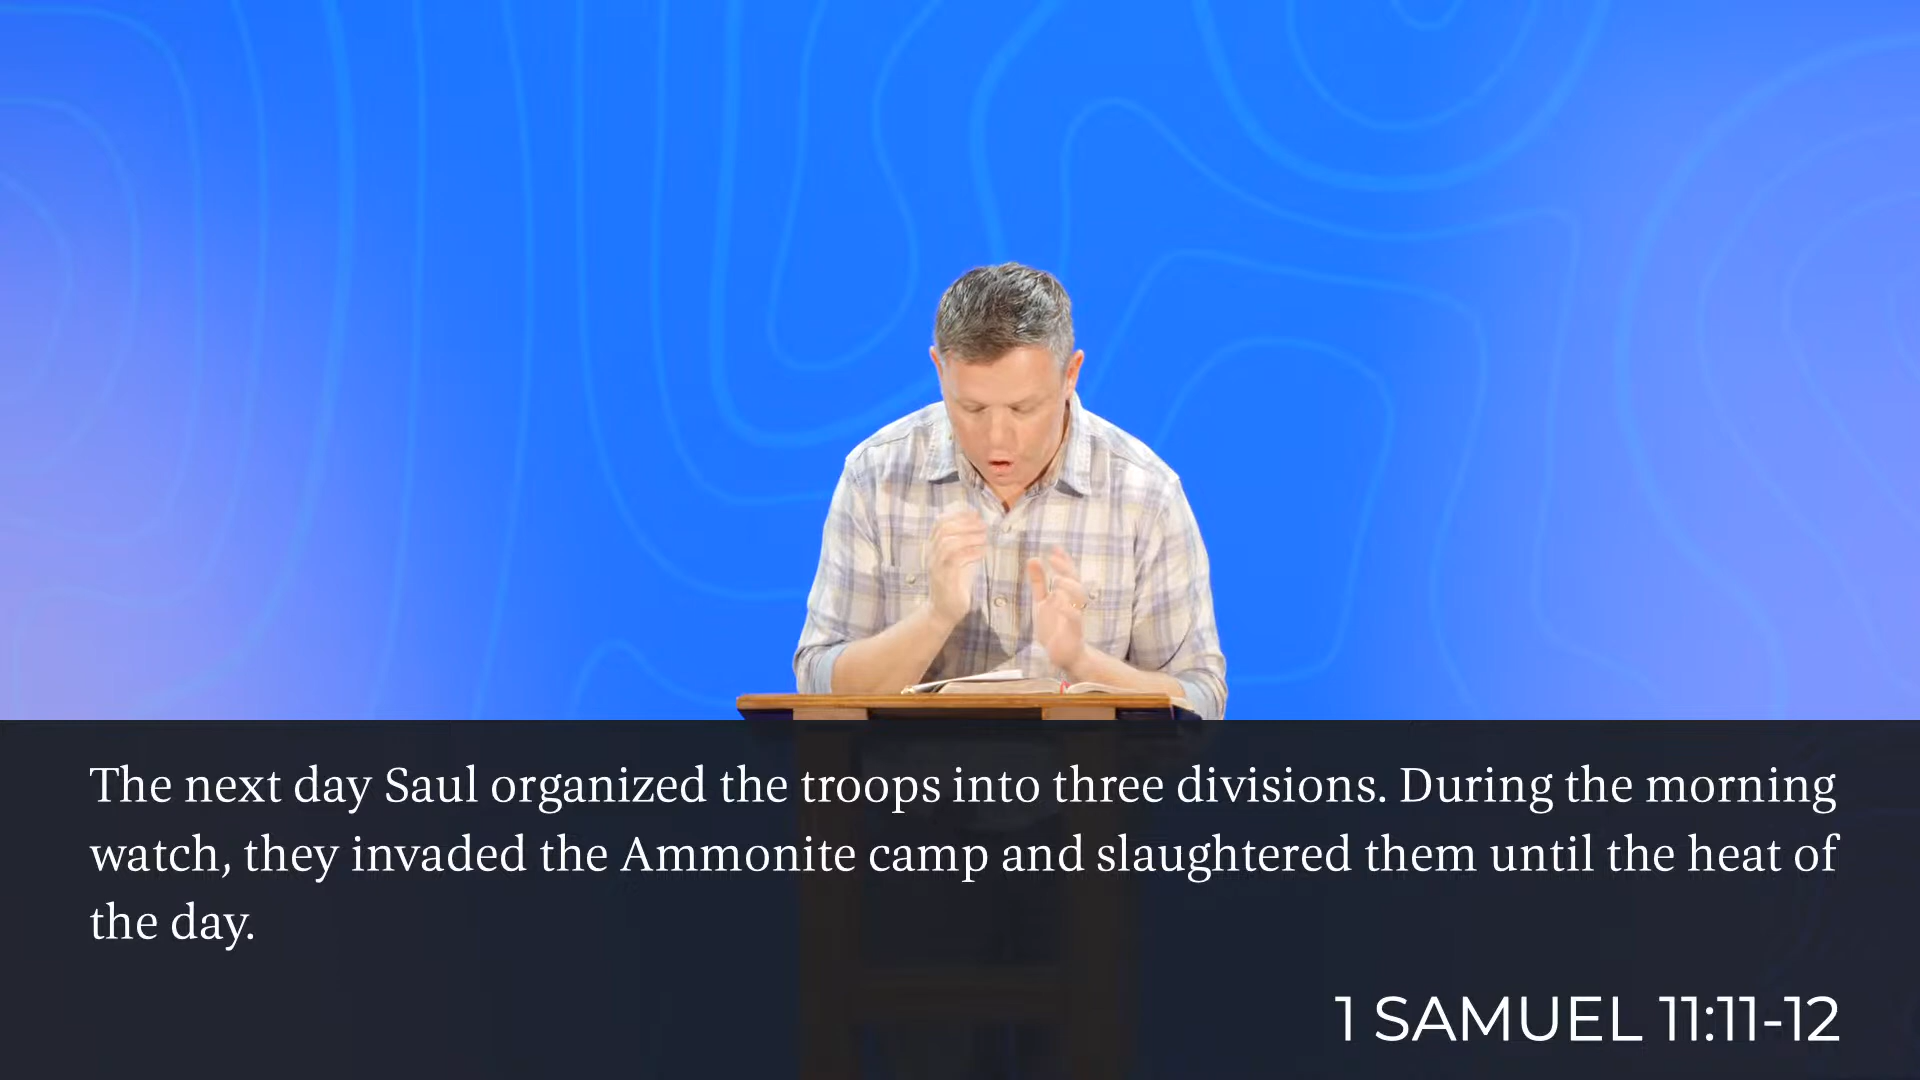 The next day Saul organized the troops into three divisions. During the morning
watch, they invaded the Ammonite camp and slaughtered them until the heat of
the day.
1 SAMUEL 11:11-12